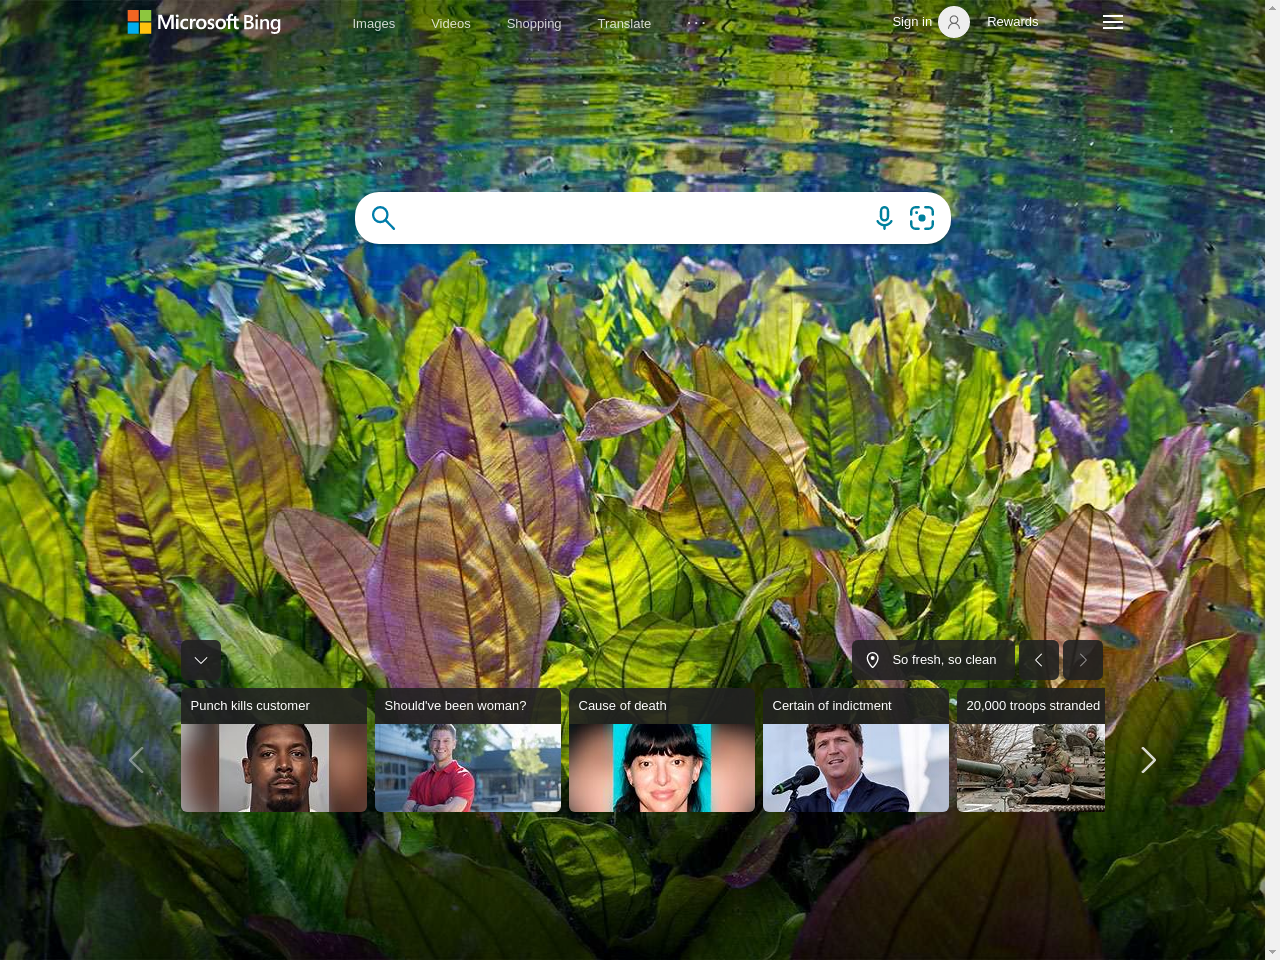 Microsoft Bing
Images
Videos
Shopping
Translate
Sign in
Rewards
So fresh, so clean
Punch kills customer
Should've been woman?
Cause of death
Certain of indictment
20,000 troops stranded